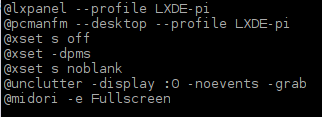 @lxpanel --profile LXDE-pi
@pcmanfm --desktop --profile LXDE-pi
@xset s off
@xset -dpms
@xset s noblank
@unclutter -display :0 -noevents -grab
@midori -e Fullscreen